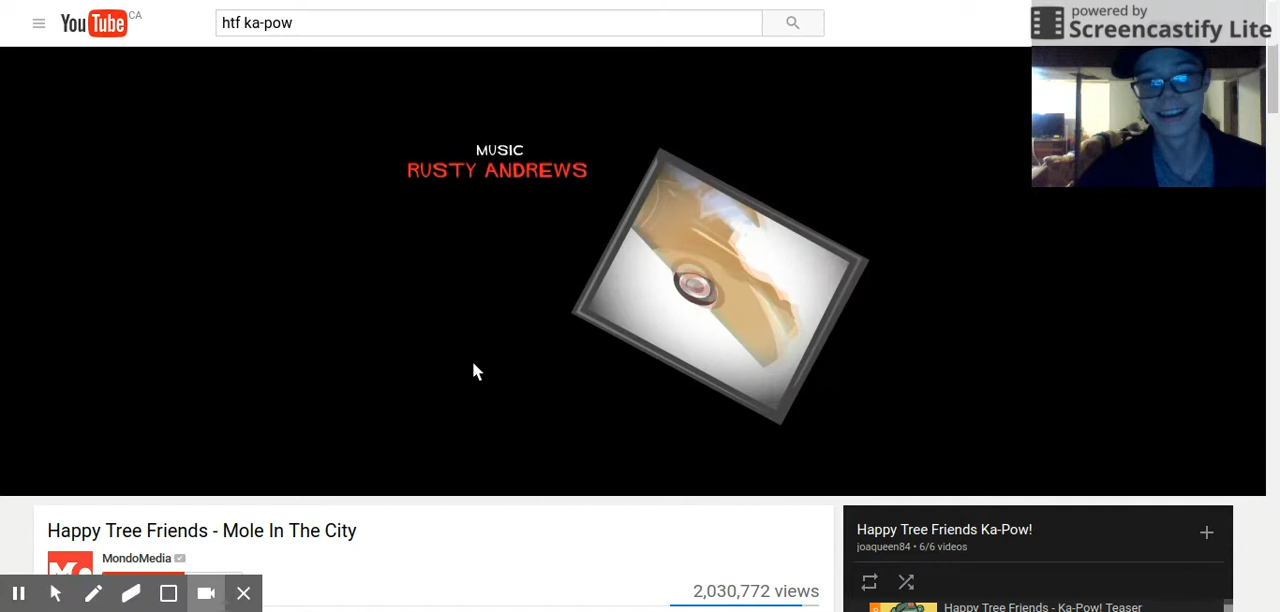 YouTube CA
htf ka-pow
powered by
Screencastify Lite
MUSIC
RUSTY ANDREWS
Happy Tree Friends - Mole In The City
MondoMedia
2,030,772 views
Happy Tree Friends Ka-Pow!
joaqueen84 • 6/6 videos
Happy Tree Friends - Ka-Pow! Teaser